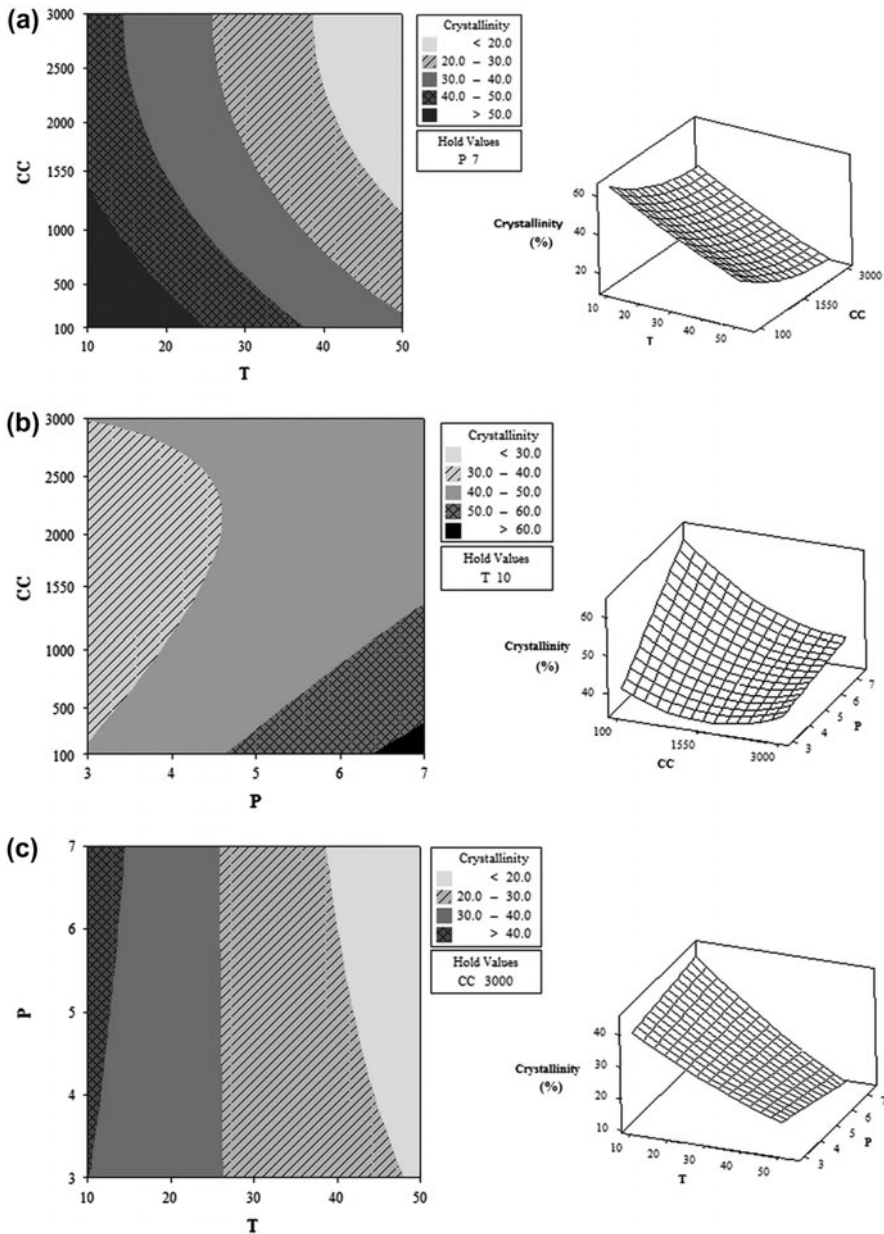 (a)
3000
2500
2000
1550
1000
500
100
CC
10 20 30 40 50
T
Crystallinity
< 20.0
20.0 – 30.0
30.0 – 40.0
40.0 – 50.0
> 50.0
Hold Values
P 7
60
40
20
Crystallinity
(%)
10 20 30 40 50
T
100 1550 3000
CC
(b)
3000
2500
2000
1550
1000
500
100
CC
3 4 5 6 7
P
Crystallinity
< 30.0
30.0 – 40.0
40.0 – 50.0
50.0 – 60.0
> 60.0
Hold Values
T 10
60
50
40
Crystallinity
(%)
100 1550 3000
CC
3 4 5 6 7
P
(c)
7
6
5
4
3
P
10 20 30 40 50
T
Crystallinity
< 20.0
20.0 – 30.0
30.0 – 40.0
> 40.0
Hold Values
CC 3000
40
30
20
10
Crystallinity
(%)
10 20 30 40 50
T
3 4 5 6 7
P